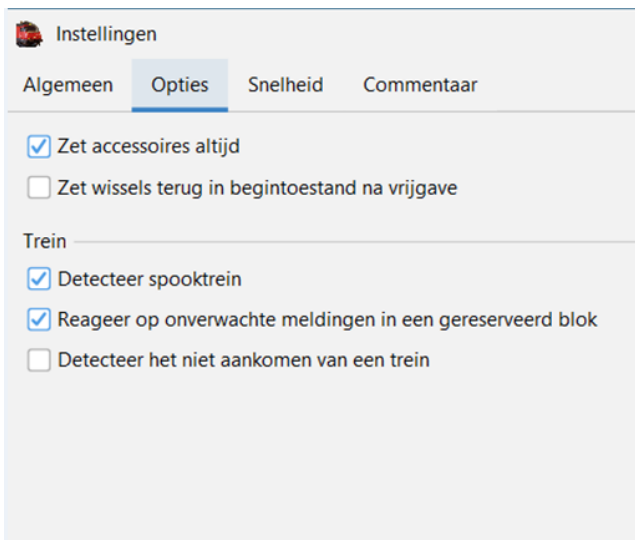 Instellingen
Algemeen Opties Snelheid Commentaar
Zet accessoires altijd
Zet wissels terug in begintoestand na vrijgave
Trein
Detecteer spooktrein
Reageer op onverwachte meldingen in een gereserveerd blok
Detecteer het niet aankomen van een trein